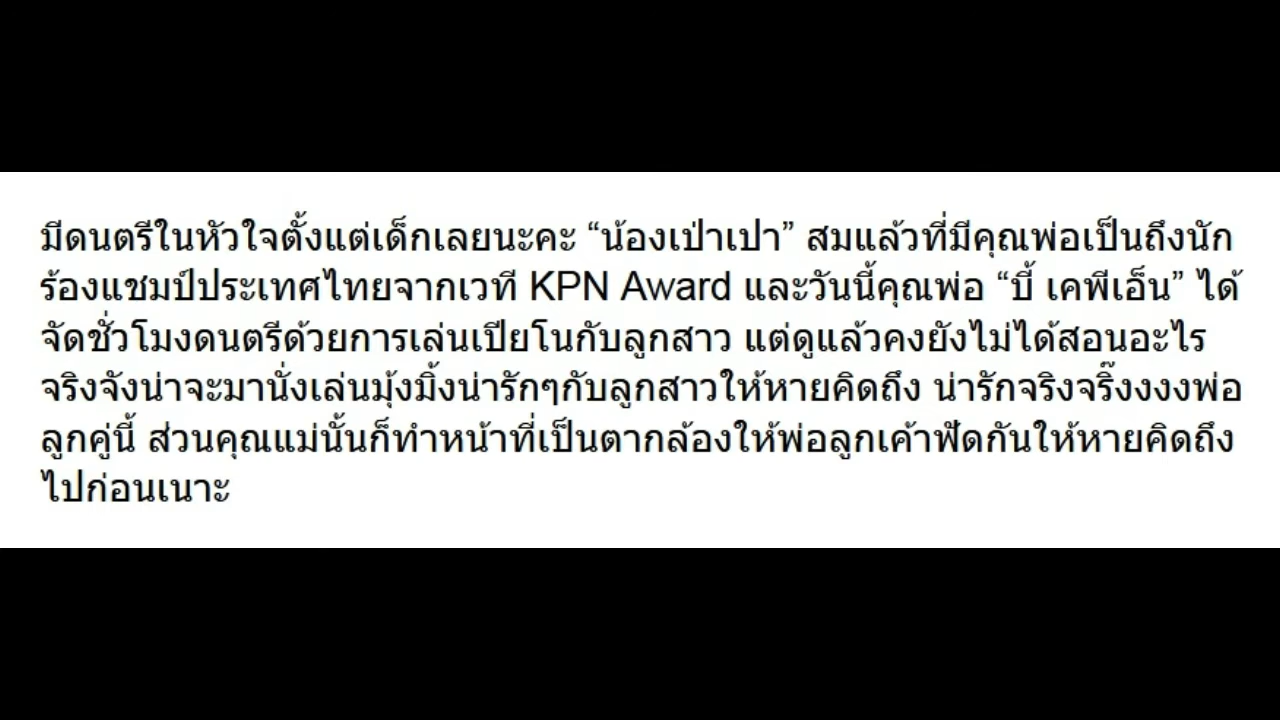 มีดนตรีในหัวใจตั้งแต่เด็กเลยนะคะ “น้องเป่าเปา” สมแล้วที่มีคุณพ่อเป็นถึงนัก
ร้องแชมป์ประเทศไทยจากเวที KPN Award และวันนี้คุณพ่อ “บี้ เคพีเอ็น” ได้
จัดชั่วโมงดนตรีด้วยการเล่นเปียโนกับลูกสาว แต่ดูแล้วคงยังไม่ได้สอนอะไร
จริงจังน่าจะมานั่งเล่นมุ้งมิ้งน่ารักๆกับลูกสาวให้หายคิดถึง น่ารักจริงจริ๊งงงงพ่อ
ลูกคู่นี้ ส่วนคุณแม่นั้นก็ทำหน้าที่เป็นตากล้องให้พ่อลูกเค้าฟัดกันให้หายคิดถึง
ไปก่อนเนาะ